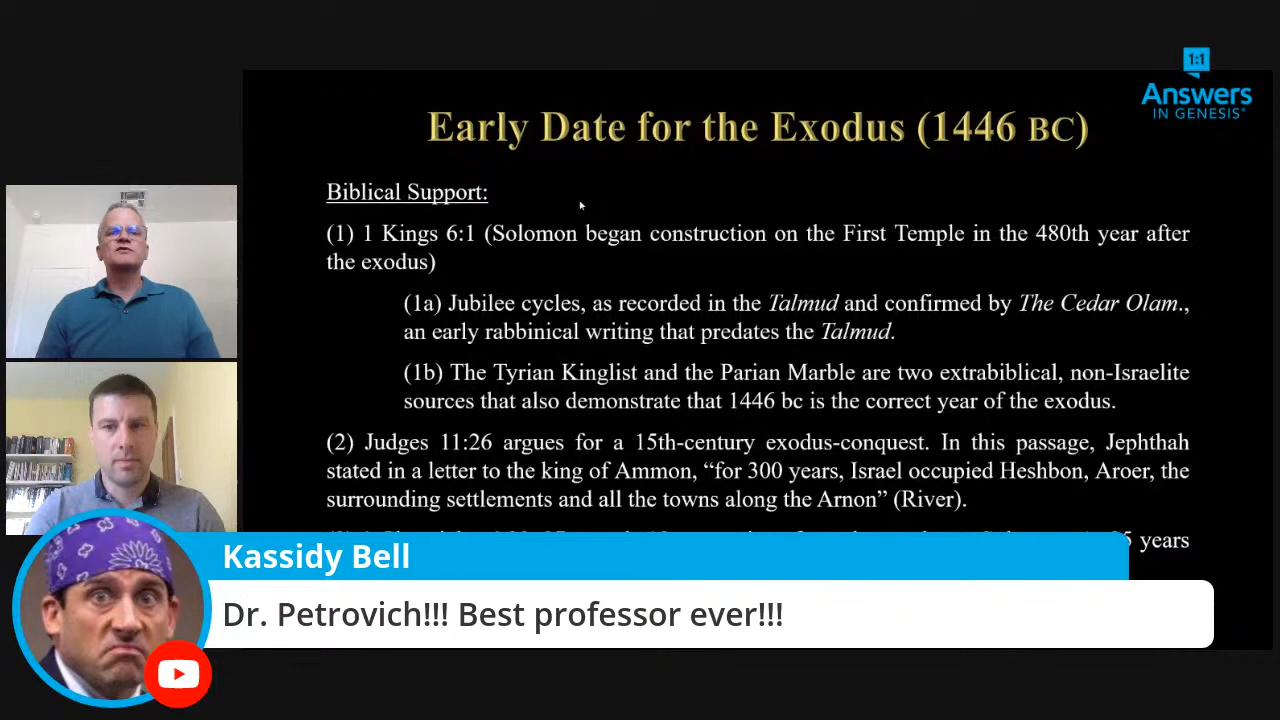 1:1
Answers
IN GENESIS®
Early Date for the Exodus (1446 BC)
Biblical Support:
(1) 1 Kings 6:1 (Solomon began construction on the First Temple in the 480th year after
the exodus)
(1a) Jubilee cycles, as recorded in the Talmud and confirmed by The Cedar Olam.,
an early rabbinical writing that predates the Talmud.
(1b) The Tyrian Kinglist and the Parian Marble are two extrabiblical, non-Israelite
sources that also demonstrate that 1446 bc is the correct year of the exodus.
(2) Judges 11:26 argues for a 15th-century exodus-conquest. In this passage, Jephthah
stated in a letter to the king of Ammon, “for 300 years, Israel occupied Heshbon, Aroer, the
surrounding settlements and all the towns along the Arnon” (River).
years
Kassidy Bell
Dr. Petrovich!!! Best professor ever!!!